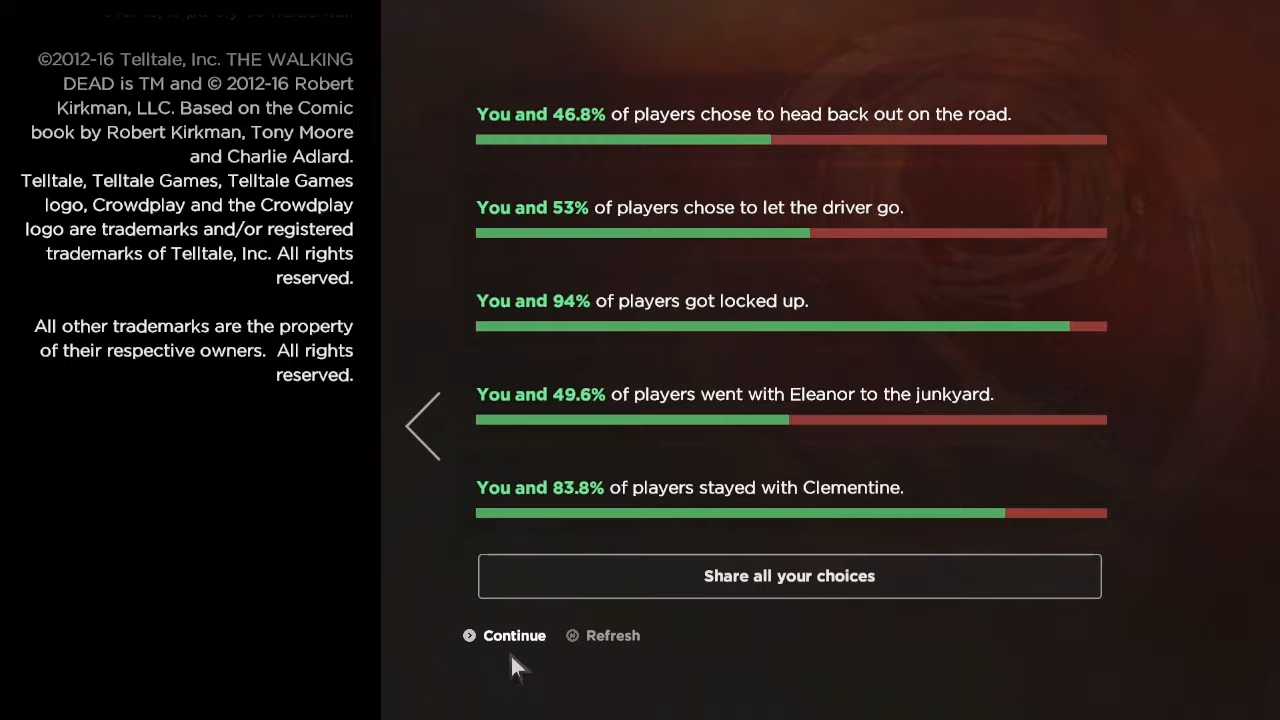 ©2012-16 Telltale, Inc. THE WALKING
DEAD is TM and © 2012-16 Robert
Kirkman, LLC. Based on the Comic
book by Robert Kirkman, Tony Moore
and Charlie Adlard.
Telltale, Telltale Games, Telltale Games
logo, Crowdplay and the Crowdplay
logo are trademarks and/or registered
trademarks of Telltale, Inc. All rights
reserved.
All other trademarks are the property
of their respective owners. All rights
reserved.
You and 46.8% of players chose to head back out on the road.
You and 53% of players chose to let the driver go.
You and 94% of players got locked up.
You and 49.6% of players went with Eleanor to the junkyard.
You and 83.8% of players stayed with Clementine.
Share all your choices
Continue
Refresh